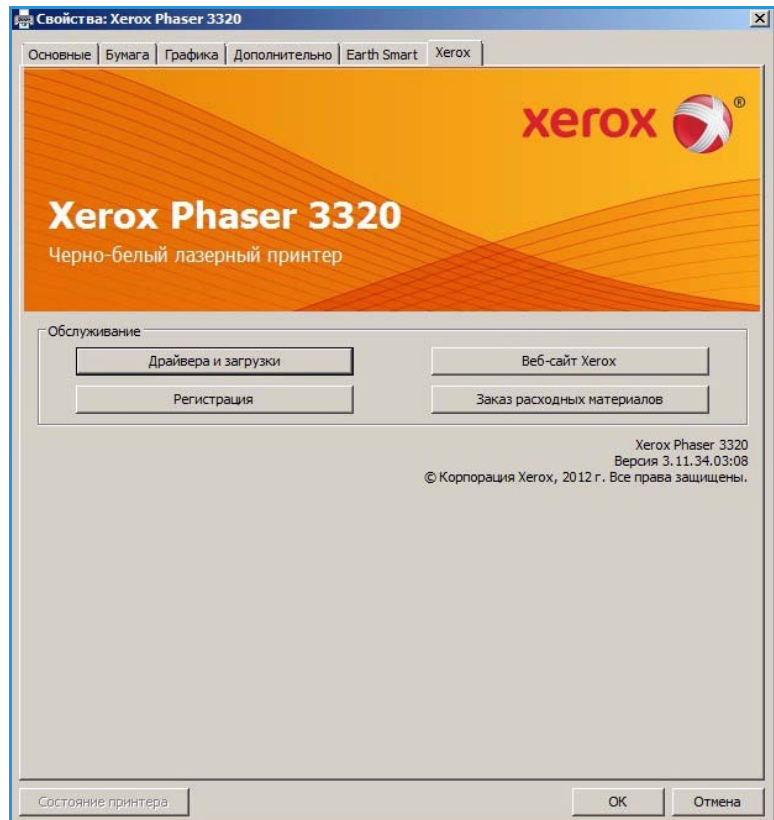 Свойства: Xerox Phaser 3320
Основные Бумага Графика Дополнительно Earth Smart Xerox
xerox ®
Xerox Phaser 3320
Черно-белый лазерный принтер
Обслуживание
Драйвера и загрузки Веб-сайт Xerox
Регистрация Заказ расходных материалов
Xerox Phaser 3320
Версия 3.11.34.03:08
© Корпорация Xerox, 2012 г. Все права защищены.
Состояние принтера OK Отмена